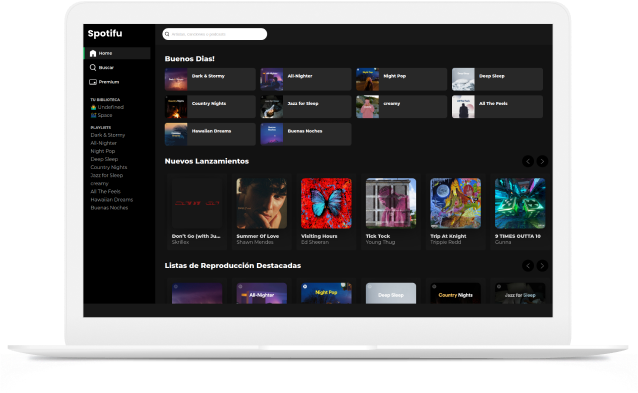 Spotifu
Home
Buscar
Premium
TU BIBLIOTECA
Undefined
Space
PLAYLISTS
Dark & Stormy
All-Nighter
Night Pop
Deep Sleep
Country Nights
Jazz for Sleep
creamy
All The Feels
Hawaiian Dreams
Buenas Noches
Buenos Dias!
Dark & Stormy
All-Nighter
Night Pop
Deep Sleep
Country Nights
Jazz for Sleep
creamy
All The Feels
Hawaiian Dreams
Buenas Noches
Nuevos Lanzamientos
Don't Go (with Ju...
Skrillex
Summer Of Love
Shawn Mendes
Visiting Hours
Ed Sheeran
Tick Tock
Young Thug
Trip At Knight
Trippie Redd
9 TIMES OUTTA 10
Gunna
Listas de Reproducción Destacadas
All-Nighter
Night Pop
Deep Sleep
Country Nights
Jazz for Sleep